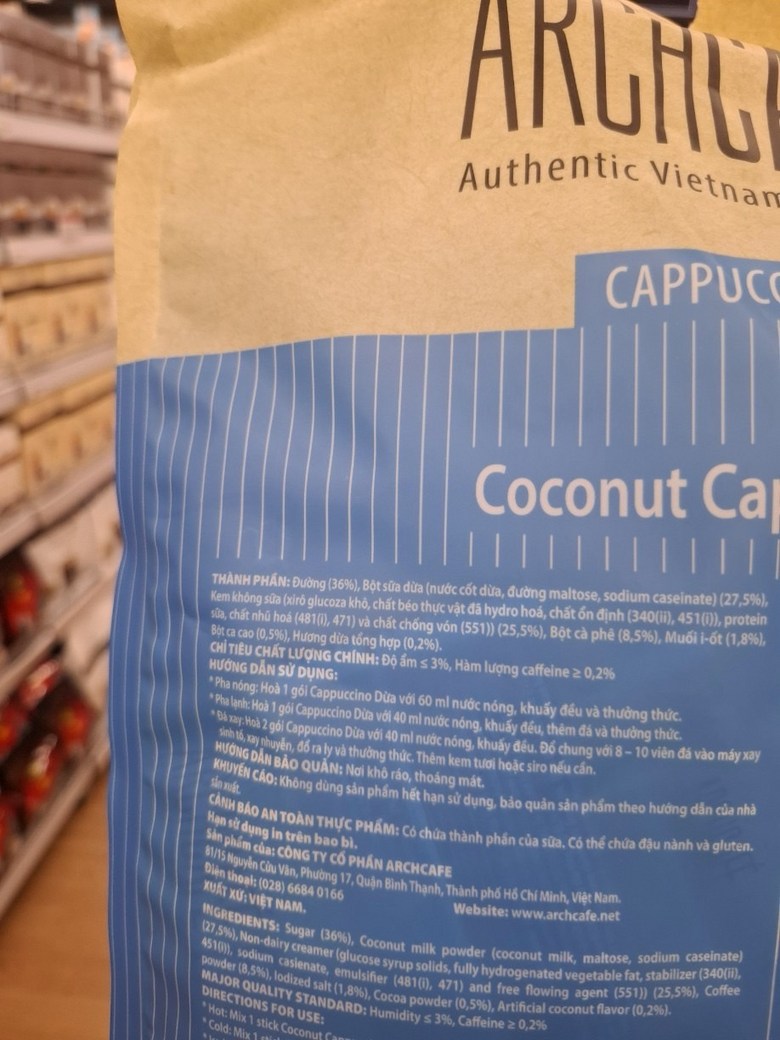 ARCHC
Authentic Vietnam
CAPPUCC
Coconut Cap
THÀNH PHẦN: Đường (36%), Bột sữa dừa (nước cốt dừa, đường maltose, sodium caseinate) (27,5%),
Kem không sữa (xirô glucoza khô, chất béo thực vật đã hydro hoá, chất ổn định (340(ii), 451(i)), protein
sữa, chất nhũ hoá (481(i), 471) và chất chống vón (551)) (25,5%), Bột cà phê (8,5%), Muối i-ốt (1,8%),
Bột ca cao (0,5%), Hương dừa tổng hợp (0,2%).
CHỈ TIÊU CHẤT LƯỢNG CHÍNH: Độ ẩm ≤ 3%, Hàm lượng caffeine ≥ 0,2%
HƯỚNG DẪN SỬ DỤNG:
* Pha nóng: Hoà 1 gói Cappuccino Dừa với 60 ml nước nóng, khuấy đều và thưởng thức.
* Pha lạnh: Hoà 1 gói Cappuccino Dừa với 40 ml nước nóng, khuấy đều, thêm đá và thưởng thức.
* Đá xay: Hoà 2 gói Cappuccino Dừa với 40 ml nước nóng, khuấy đều. Đổ chung với 8 – 10 viên đá vào máy xay
sinh tố, xay nhuyễn, đổ ra ly và thưởng thức. Thêm kem tươi hoặc siro nếu cần.
HƯỚNG DẪN BẢO QUẢN: Nơi khô ráo, thoáng mát.
KHUYẾN CÁO: Không dùng sản phẩm hết hạn sử dụng, bảo quản sản phẩm theo hướng dẫn của nhà
sản xuất.
CẢNH BÁO AN TOÀN THỰC PHẨM: Có chứa thành phần của sữa. Có thể chứa đậu nành và gluten.
Hạn sử dụng in trên bao bì.
Sản phẩm của: CÔNG TY CỔ PHẦN ARCHCAFE
81/15 Nguyễn Cửu Vân, Phường 17, Quận Bình Thạnh, Thành phố Hồ Chí Minh, Việt Nam.
Điện thoại: (028) 6684 0166 Website: www.archcafe.net
XUẤT XỨ: VIỆT NAM.
INGREDIENTS: Sugar (36%), Coconut milk powder (coconut milk, maltose, sodium caseinate)
(27,5%), Non-dairy creamer (glucose syrup solids, fully hydrogenated vegetable fat, stabilizer (340(ii),
451(i)), sodium casienate, emulsifier (481(i), 471) and free flowing agent (551)) (25,5%), Coffee
powder (8,5%), Iodized salt (1,8%), Cocoa powder (0,5%), Artificial coconut flavor (0,2%).
MAJOR QUALITY STANDARD: Humidity ≤ 3%, Caffeine ≥ 0,2%
DIRECTIONS FOR USE:
* Hot: Mix 1 stick Coconut
* Cold: Mix 1